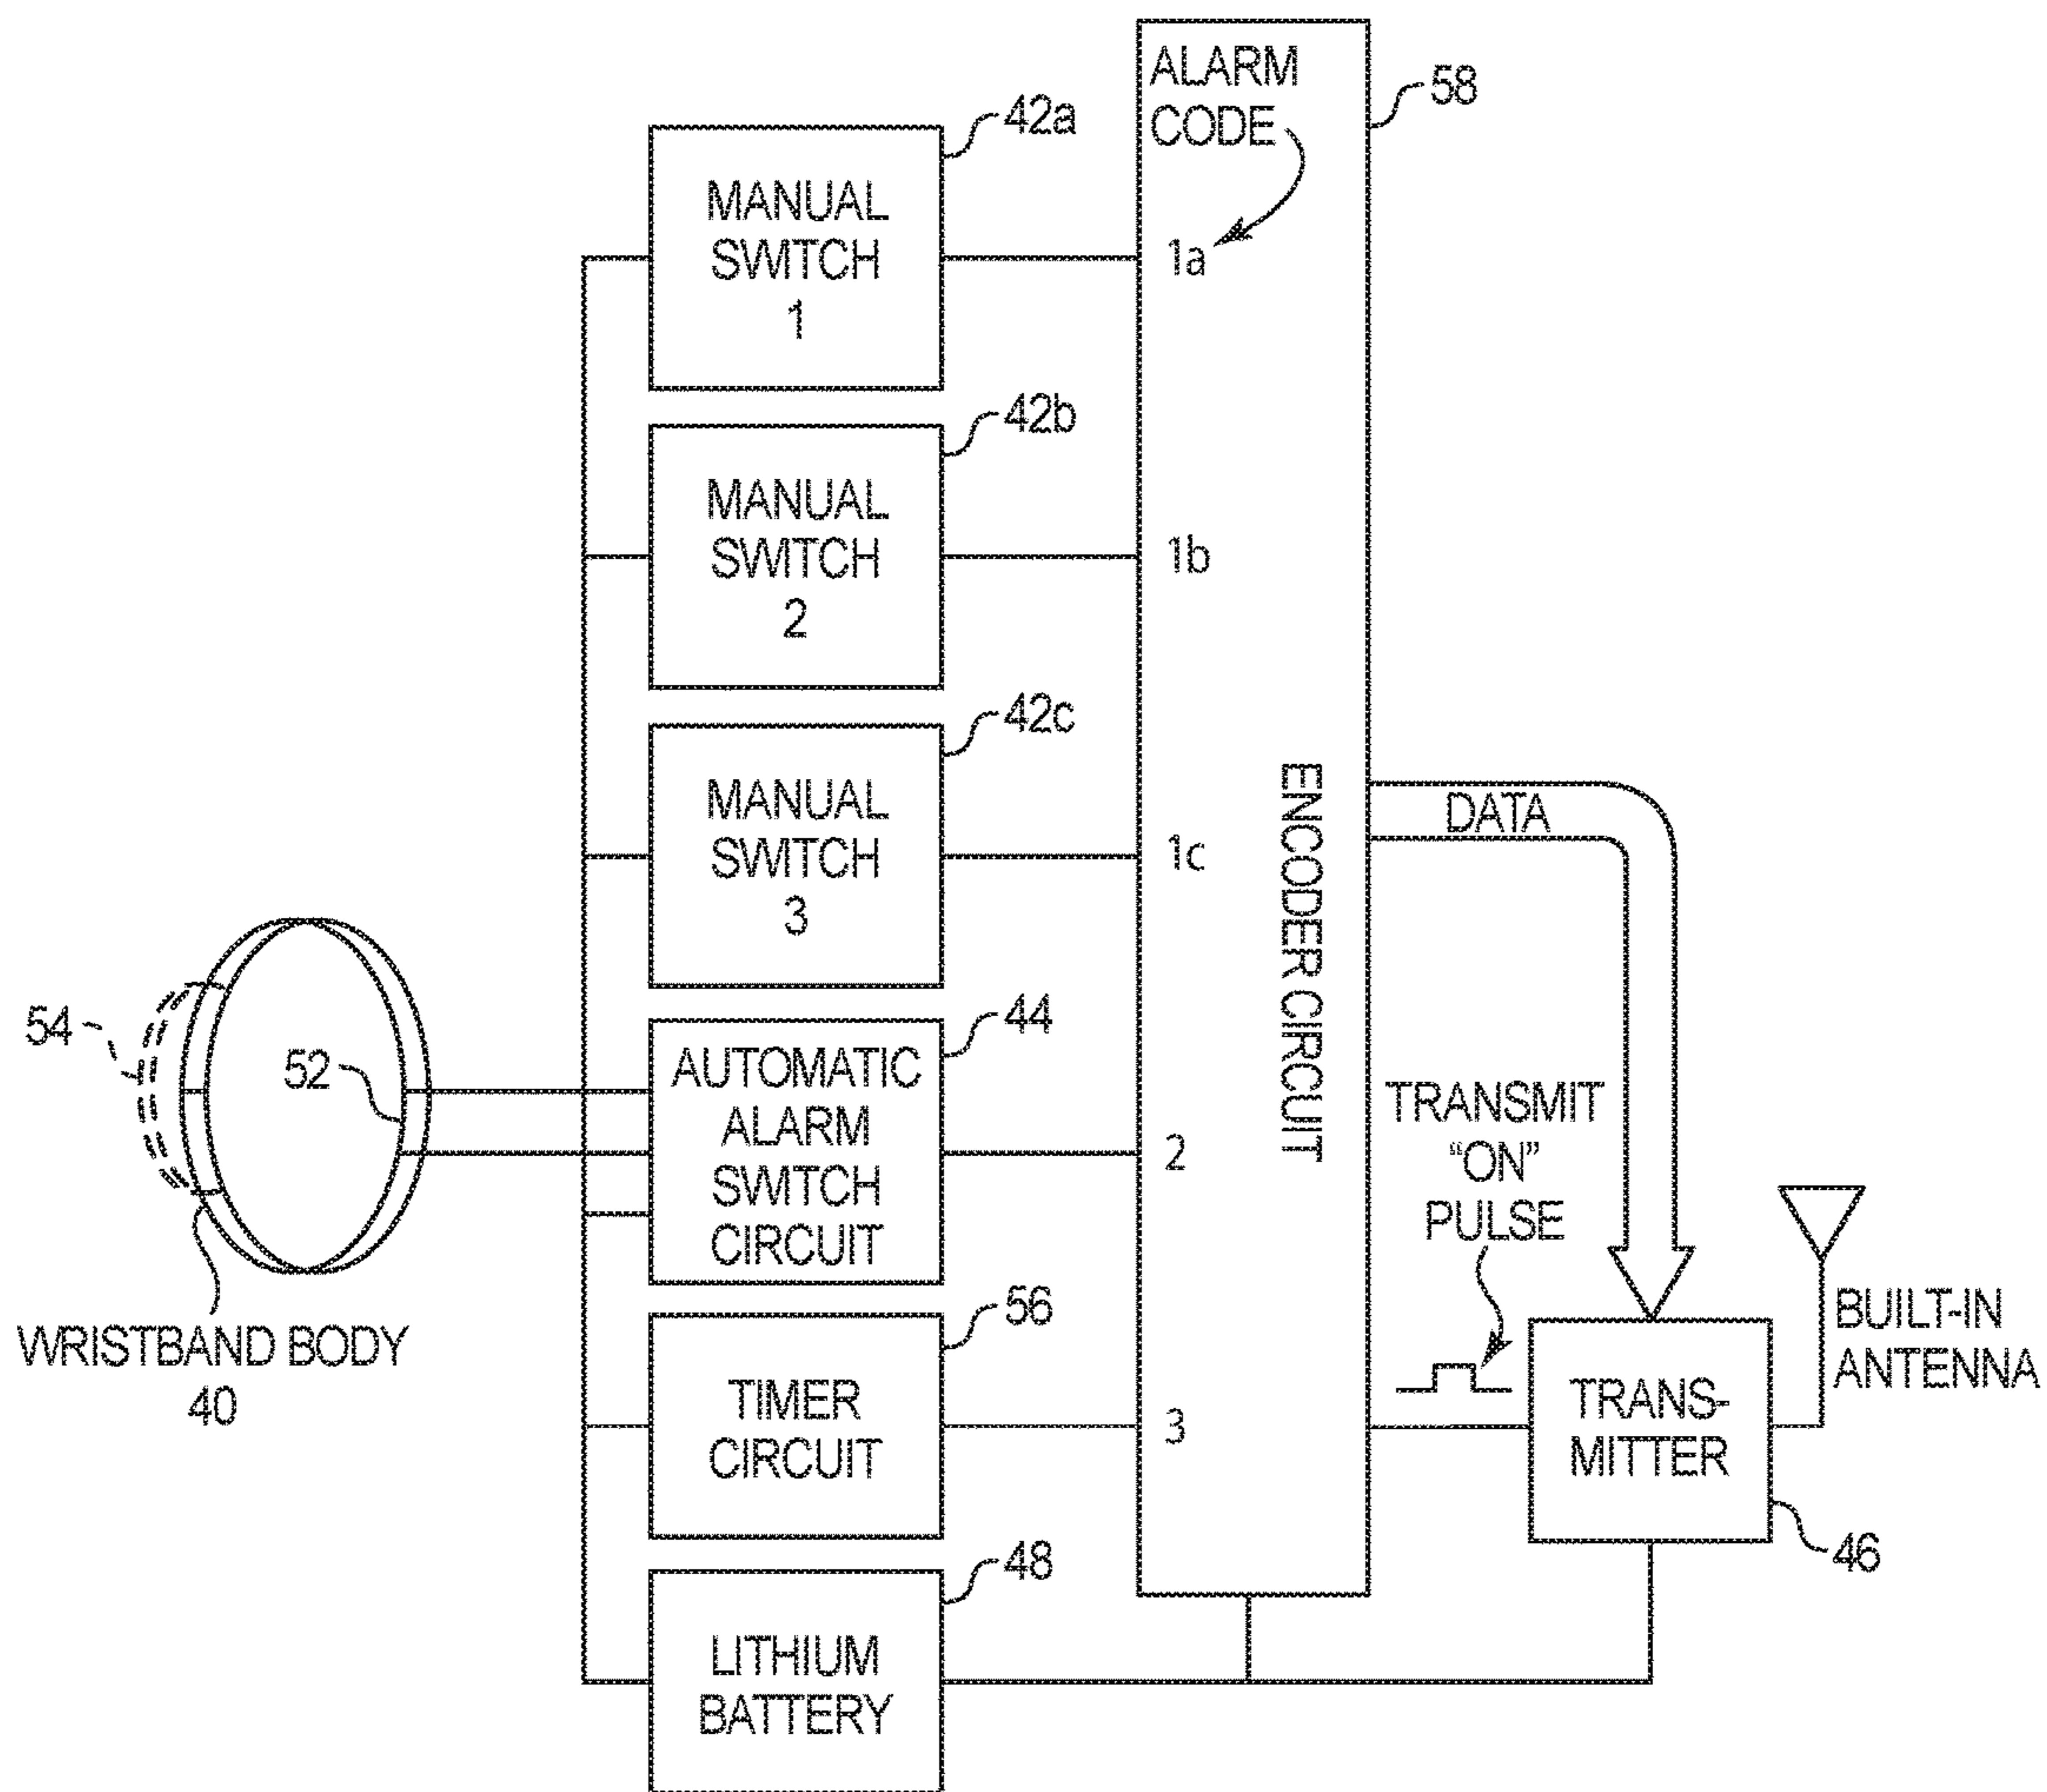 ALARM
CODE
58
42a
MANUAL
SWITCH
1
1a
42b
MANUAL
SWITCH
2
1b
42c
MANUAL
SWITCH
3
1c
ENCODER CIRCUIT
DATA
54
52
44
AUTOMATIC
ALARM
SWITCH
CIRCUIT
2
TRANSMIT
“ON”
PULSE
WRISTBAND BODY
40
56
TIMER
CIRCUIT
3
BUILT-IN
ANTENNA
TRANS-
MITTER
46
48
LITHIUM
BATTERY